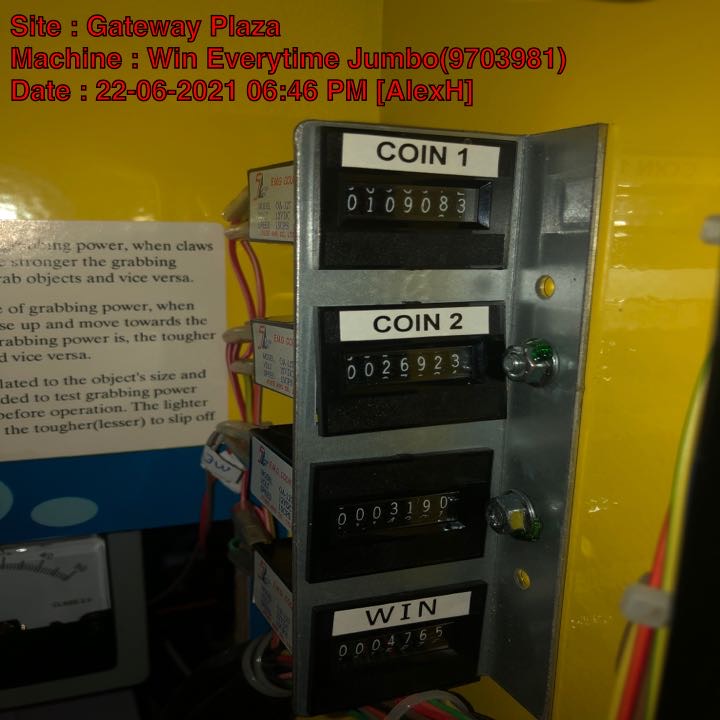 Site : Gateway Plaza
Machine : Win Everytime Jumbo(9703981)
Date : 22-06-2021 06:46 PM [AlexH]
COIN 1
0109083
COIN 2
0026923
0003190
WIN
0004765
grabbing power, when claws
stronger the grabbing
objects and vice versa.
e of grabbing power, when
se up and move towards the
grabbing power is, the tougher
d vice versa.
lated to the object's size and
ded to test grabbing power
before operation. The lighter
the tougher(lesser) to slip off